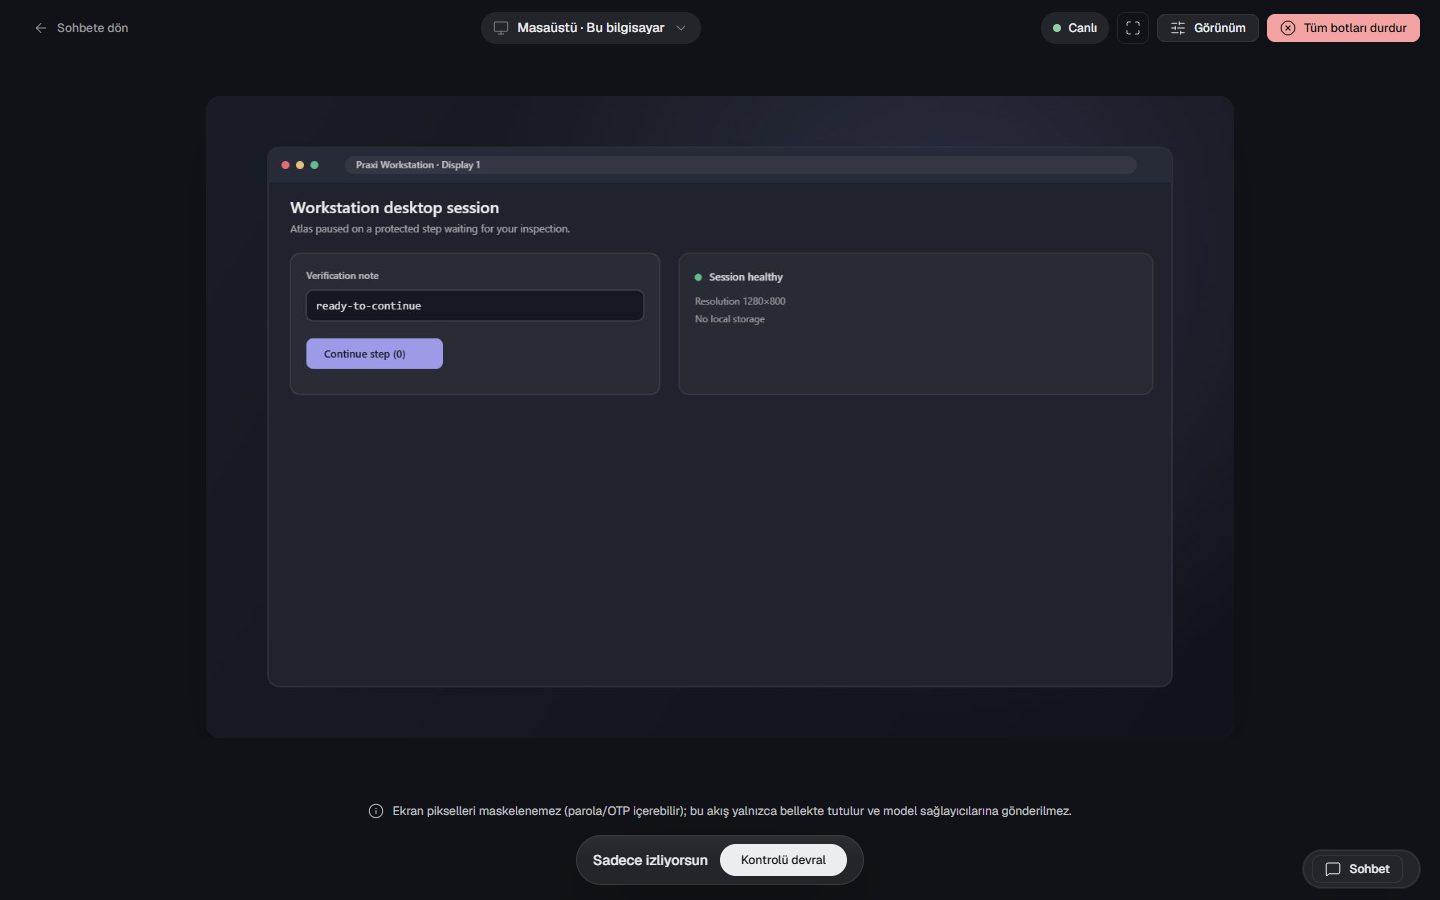 Sohbete dön
Masaüstü · Bu bilgisayar
Canlı
Görünüm
Tüm botları durdur
Praxi Workstation · Display 1
Workstation desktop session
Atlas paused on a protected step waiting for your inspection.
Verification note
ready-to-continue
Continue step (0)
Session healthy
Resolution 1280×800
No local storage
Ekran pikselleri maskelenemez (parola/OTP içerebilir); bu akış yalnızca bellekte tutulur ve model sağlayıcılarına gönderilmez.
Sadece izliyorsun
Kontrolü devral
Sohbet